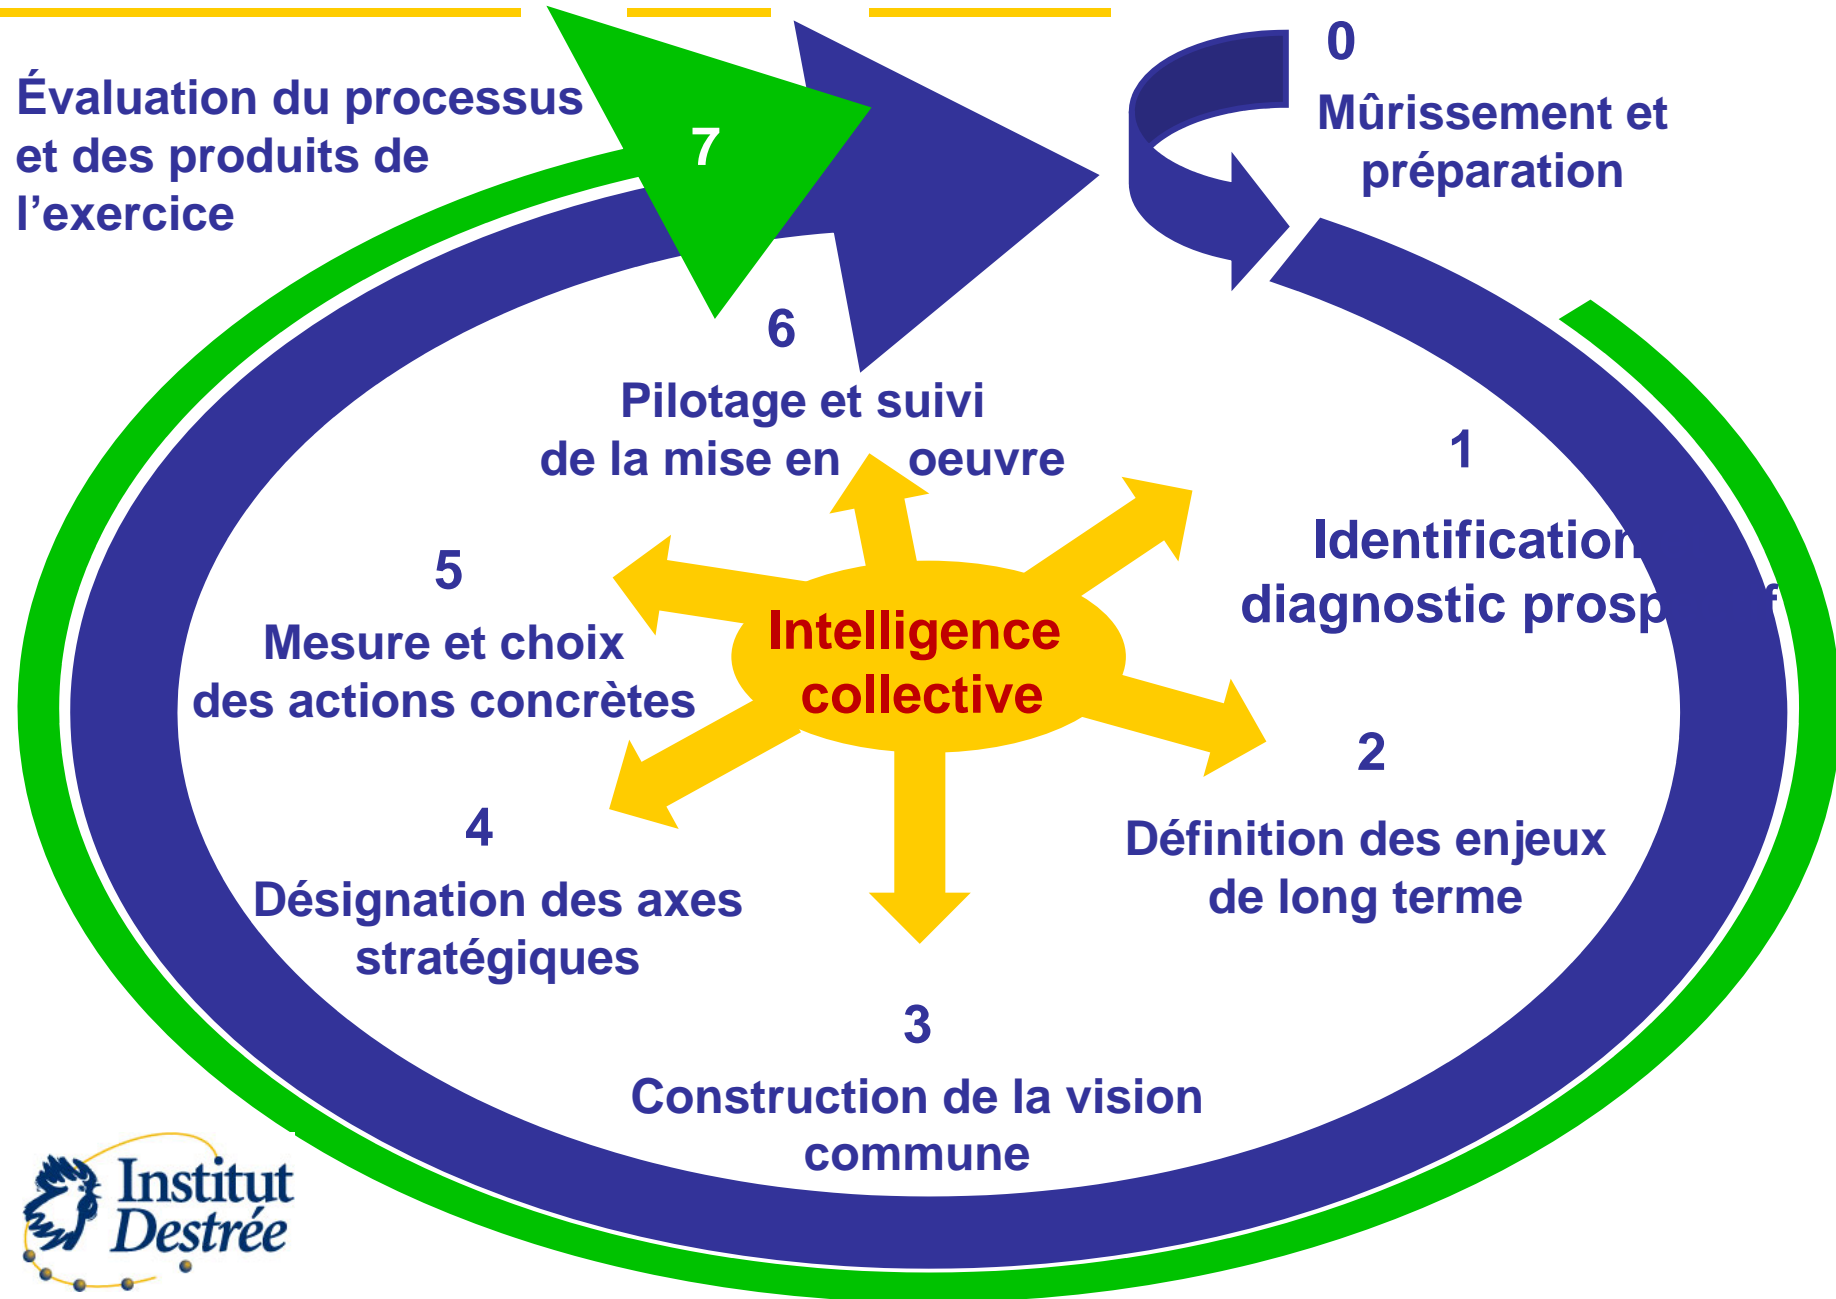 0
Mûrissement et
préparation
Évaluation du processus
et des produits de
l’exercice
7
6
Pilotage et suivi
de la mise en oeuvre
1
Identification
diagnostic
5
Mesure et choix
des actions concrètes
Intelligence
collective
2
Définition des enjeux
de long terme
4
Désignation des axes
stratégiques
3
Construction de la vision
commune
Institut
Destrée